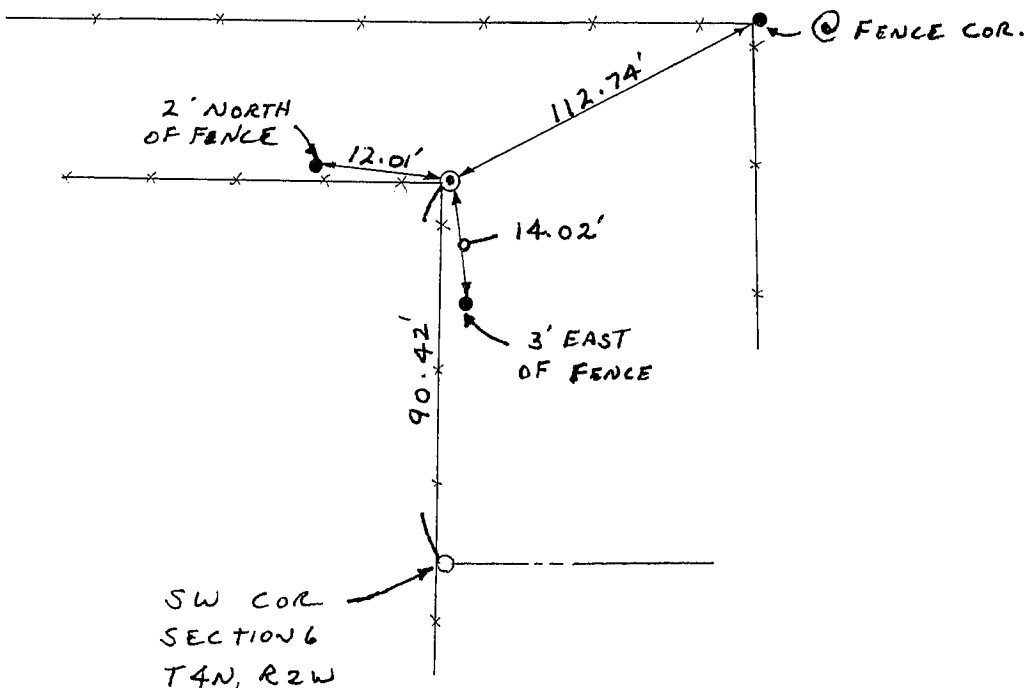 @ FENCE COR.
112.74'
2' NORTH
OF FENCE
12.01'
14.02'
3' EAST
OF FENCE
90.42'
SW COR
SECTION 6
T4N, R2W